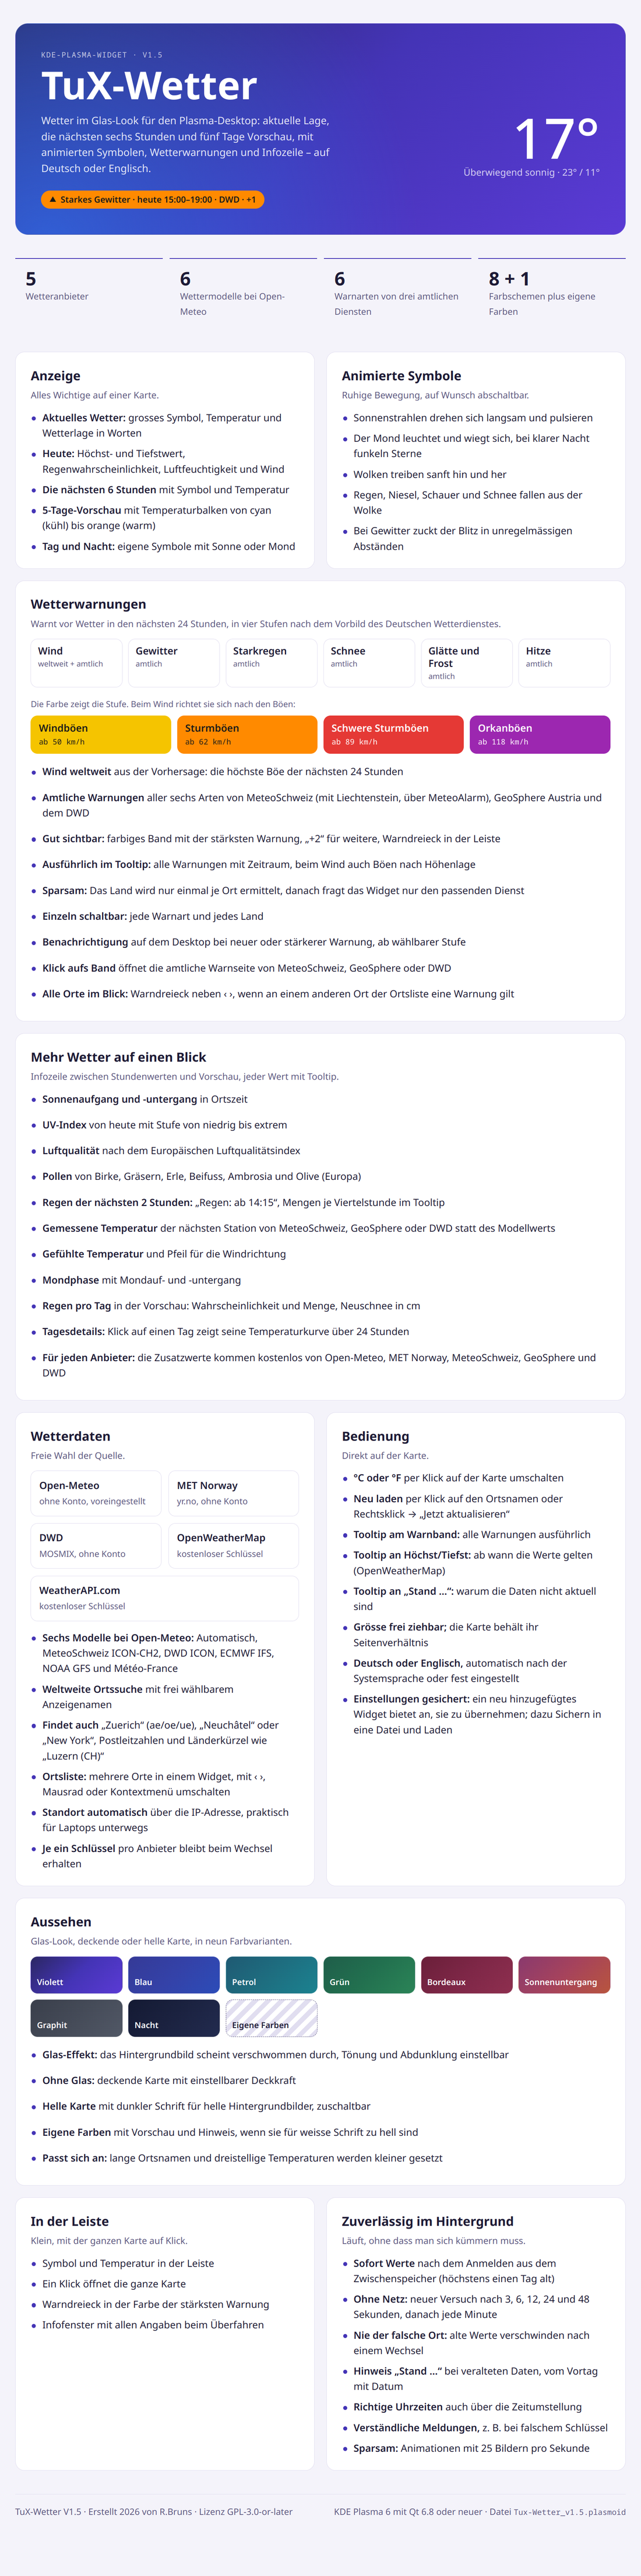 KDE-PLASMA-WIDGET · V1.5
TuX-Wetter
Wetter im Glas-Look für den Plasma-Desktop: aktuelle Lage,
die nächsten sechs Stunden und fünf Tage Vorschau, mit
animierten Symbolen, Wetterwarnungen und Infozeile – auf
Deutsch oder Englisch.
▲ Starkes Gewitter · heute 15:00–19:00 · DWD · +1
17°
Überwiegend sonnig · 23° / 11°
5
Wetteranbieter
6
Wettermodelle bei Open-
Meteo
6
Warnarten von drei amtlichen
Diensten
8 + 1
Farbschemen plus eigene
Farben
Anzeige
Alles Wichtige auf einer Karte.
Aktuelles Wetter: grosses Symbol, Temperatur und
Wetterlage in Worten
Heute: Höchst- und Tiefstwert,
Regenwahrscheinlichkeit, Luftfeuchtigkeit und Wind
Die nächsten 6 Stunden mit Symbol und Temperatur
5-Tage-Vorschau mit Temperaturbalken von cyan
(kühl) bis orange (warm)
Tag und Nacht: eigene Symbole mit Sonne oder Mond
Animierte Symbole
Ruhige Bewegung, auf Wunsch abschaltbar.
Sonnenstrahlen drehen sich langsam und pulsieren
Der Mond leuchtet und wiegt sich, bei klarer Nacht
funkeln Sterne
Wolken treiben sanft hin und her
Regen, Niesel, Schauer und Schnee fallen aus der
Wolke
Bei Gewitter zuckt der Blitz in unregelmässigen
Abständen
Wetterwarnungen
Warnt vor Wetter in den nächsten 24 Stunden, in vier Stufen nach dem Vorbild des Deutschen Wetterdienstes.
Wind
weltweit + amtlich
Gewitter
amtlich
Starkregen
amtlich
Schnee
amtlich
Glätte und
Frost
amtlich
Hitze
amtlich
Die Farbe zeigt die Stufe. Beim Wind richtet sie sich nach den Böen:
Windböen
ab 50 km/h
Sturmböen
ab 62 km/h
Schwere Sturmböen
ab 89 km/h
Orkanböen
ab 118 km/h
Wind weltweit aus der Vorhersage: die höchste Böe der nächsten 24 Stunden
Amtliche Warnungen aller sechs Arten von MeteoSchweiz (mit Liechtenstein, über MeteoAlarm), GeoSphere Austria und
dem DWD
Gut sichtbar: farbiges Band mit der stärksten Warnung, „+2“ für weitere, Warndreieck in der Leiste
Ausführlich im Tooltip: alle Warnungen mit Zeitraum, beim Wind auch Böen nach Höhenlage
Sparsam: Das Land wird nur einmal je Ort ermittelt, danach fragt das Widget nur den passenden Dienst
Einzeln schaltbar: jede Warnart und jedes Land
Benachrichtigung auf dem Desktop bei neuer oder stärkerer Warnung, ab wählbarer Stufe
Klick aufs Band öffnet die amtliche Warnseite von MeteoSchweiz, GeoSphere oder DWD
Alle Orte im Blick: Warndreieck neben ‹ ›, wenn an einem anderen Ort der Ortsliste eine Warnung gilt
Mehr Wetter auf einen Blick
Infozeile zwischen Stundenwerten und Vorschau, jeder Wert mit Tooltip.
Sonnenaufgang und -untergang in Ortszeit
UV-Index von heute mit Stufe von niedrig bis extrem
Luftqualität nach dem Europäischen Luftqualitätsindex
Pollen von Birke, Gräsern, Erle, Beifuss, Ambrosia und Olive (Europa)
Regen der nächsten 2 Stunden: „Regen: ab 14:15“, Mengen je Viertelstunde im Tooltip
Gemessene Temperatur der nächsten Station von MeteoSchweiz, GeoSphere oder DWD statt des Modellwerts
Gefühlte Temperatur und Pfeil für die Windrichtung
Mondphase mit Mondauf- und -untergang
Regen pro Tag in der Vorschau: Wahrscheinlichkeit und Menge, Neuschnee in cm
Tagesdetails: Klick auf einen Tag zeigt seine Temperaturkurve über 24 Stunden
Für jeden Anbieter: die Zusatzwerte kommen kostenlos von Open-Meteo, MET Norway, MeteoSchweiz, GeoSphere und
DWD
Wetterdaten
Freie Wahl der Quelle.
Open-Meteo
ohne Konto, voreingestellt
MET Norway
yr.no, ohne Konto
DWD
MOSMIX, ohne Konto
OpenWeatherMap
kostenloser Schlüssel
WeatherAPI.com
kostenloser Schlüssel
Sechs Modelle bei Open-Meteo: Automatisch,
MeteoSchweiz ICON-CH2, DWD ICON, ECMWF IFS,
NOAA GFS und Météo-France
Weltweite Ortssuche mit frei wählbarem
Anzeigenamen
Findet auch „Zuerich“ (ae/oe/ue), „Neuchâtel“ oder
„New York“, Postleitzahlen und Länderkürzel wie
„Luzern (CH)“
Ortsliste: mehrere Orte in einem Widget, mit ‹ ›,
Mausrad oder Kontextmenü umschalten
Standort automatisch über die IP-Adresse, praktisch
für Laptops unterwegs
Je ein Schlüssel pro Anbieter bleibt beim Wechsel
erhalten
Bedienung
Direkt auf der Karte.
°C oder °F per Klick auf der Karte umschalten
Neu laden per Klick auf den Ortsnamen oder
Rechtsklick → „Jetzt aktualisieren“
Tooltip am Warnband: alle Warnungen ausführlich
Tooltip an Höchst/Tiefst: ab wann die Werte gelten
(OpenWeatherMap)
Tooltip an „Stand …“: warum die Daten nicht aktuell
sind
Grösse frei ziehbar; die Karte behält ihr
Seitenverhältnis
Deutsch oder Englisch, automatisch nach der
Systemsprache oder fest eingestellt
Einstellungen gesichert: ein neu hinzugefügtes
Widget bietet an, sie zu übernehmen; dazu Sichern in
eine Datei und Laden
Aussehen
Glas-Look, deckende oder helle Karte, in neun Farbvarianten.
Violett
Blau
Petrol
Grün
Bordeaux
Sonnenuntergang
Graphit
Nacht
Eigene Farben
Glas-Effekt: das Hintergrundbild scheint verschwommen durch, Tönung und Abdunklung einstellbar
Ohne Glas: deckende Karte mit einstellbarer Deckkraft
Helle Karte mit dunkler Schrift für helle Hintergrundbilder, zuschaltbar
Eigene Farben mit Vorschau und Hinweis, wenn sie für weisse Schrift zu hell sind
Passt sich an: lange Ortsnamen und dreistellige Temperaturen werden kleiner gesetzt
In der Leiste
Klein, mit der ganzen Karte auf Klick.
Symbol und Temperatur in der Leiste
Ein Klick öffnet die ganze Karte
Warndreieck in der Farbe der stärksten Warnung
Infofenster mit allen Angaben beim Überfahren
Zuverlässig im Hintergrund
Läuft, ohne dass man sich kümmern muss.
Sofort Werte nach dem Anmelden aus dem
Zwischenspeicher (höchstens einen Tag alt)
Ohne Netz: neuer Versuch nach 3, 6, 12, 24 und 48
Sekunden, danach jede Minute
Nie der falsche Ort: alte Werte verschwinden nach
einem Wechsel
Hinweis „Stand …“ bei veralteten Daten, vom Vortag
mit Datum
Richtige Uhrzeiten auch über die Zeitumstellung
Verständliche Meldungen, z. B. bei falschem Schlüssel
Sparsam: Animationen mit 25 Bildern pro Sekunde
TuX-Wetter V1.5 · Erstellt 2026 von R.Bruns · Lizenz GPL-3.0-or-later
KDE Plasma 6 mit Qt 6.8 oder neuer · Datei Tux-Wetter_v1.5.plasmoid